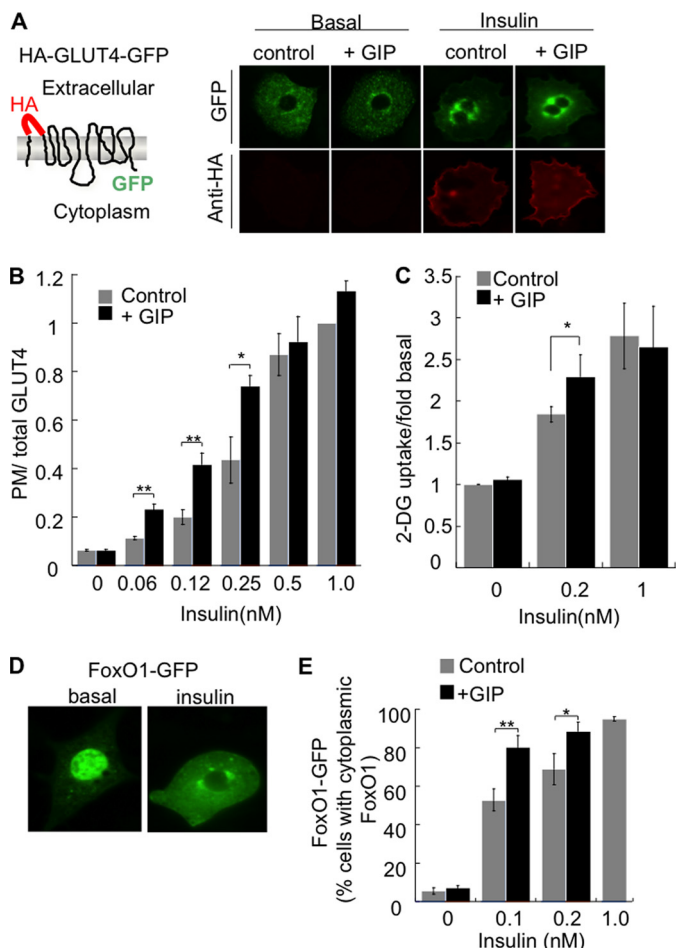 A
HA-GLUT4-GFP
Extracellular
HA
GFP
Cytoplasm
Basal
Insulin
control
+ GIP
control
+ GIP
GFP
Anti-HA
B
Control
+ GIP
PM/ total GLUT4
1.2
1
0.8
0.6
0.4
0.2
0
**
**
*
0
0.06
0.12
0.25
0.5
1.0
Insulin(nM)
C
Control
+ GIP
2-DG uptake/fold basal
3.5
3
2.5
2
1.5
1
0.5
0
*
0
0.2
1
Insulin(nM)
D
FoxO1-GFP
basal
insulin
E
Control
+GIP
FoxO1-GFP
(% cells with cytoplasmic
FoxO1)
100
80
60
40
20
0
**
*
0
0.1
0.2
1.0
Insulin (nM)